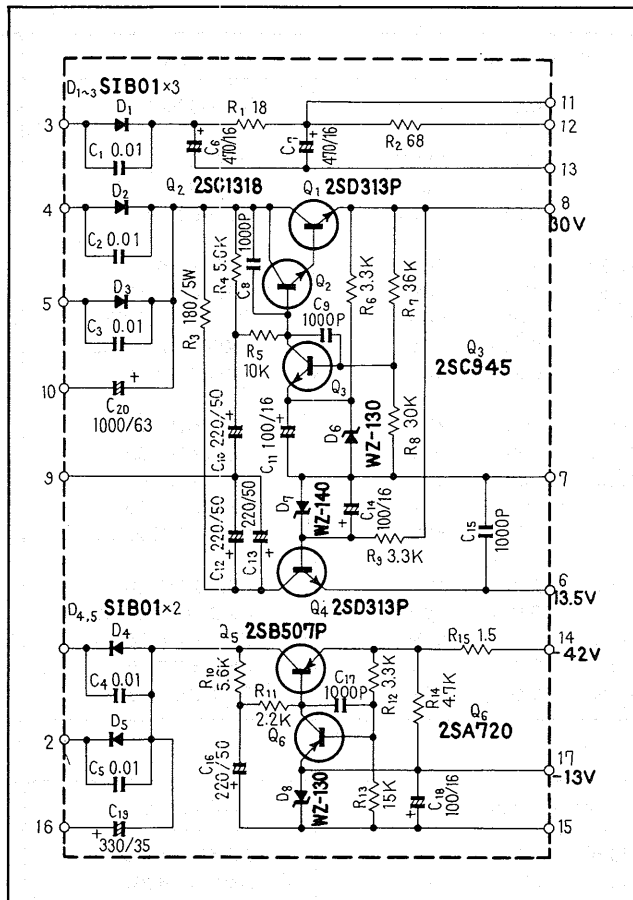 D1~3 SIB01×3
11
3
D1
R1 18
12
C1 0.01
C6 470/16
C7 470/16
R2 68
13
D2
Q2 2SC1318
Q1 2SD313P
4
8
30V
C2 0.01
R4 5.0K
C8 1000P
Q2
R6 3.3K
R7 36K
D3
5
C3 0.01
R3 180/5W
C9 1000P
R5 10K
Q3
Q3 2SC945
10
C20 1000/63
C10 220/50
C11 100/16
D6 WZ-130
R8 30K
9
7
C12 220/50
C13 220/50
D7 WZ-140
C14 100/16
R9 3.3K
C15 1000P
6
13.5V
D4,5 SIB01×2
Q4 2SD313P
D4
Q5 2SB507P
R15 1.5
14
-42V
C4 0.01
R10 5.6K
C17 1000P
R12 3.3K
R14 4.7K
R11 2.2K
Q6
Q6 2SA720
D5
2
C5 0.01
C16 220/50
17
-13V
D8 WZ-130
R13 15K
C18 100/16
16
C19 330/35
15